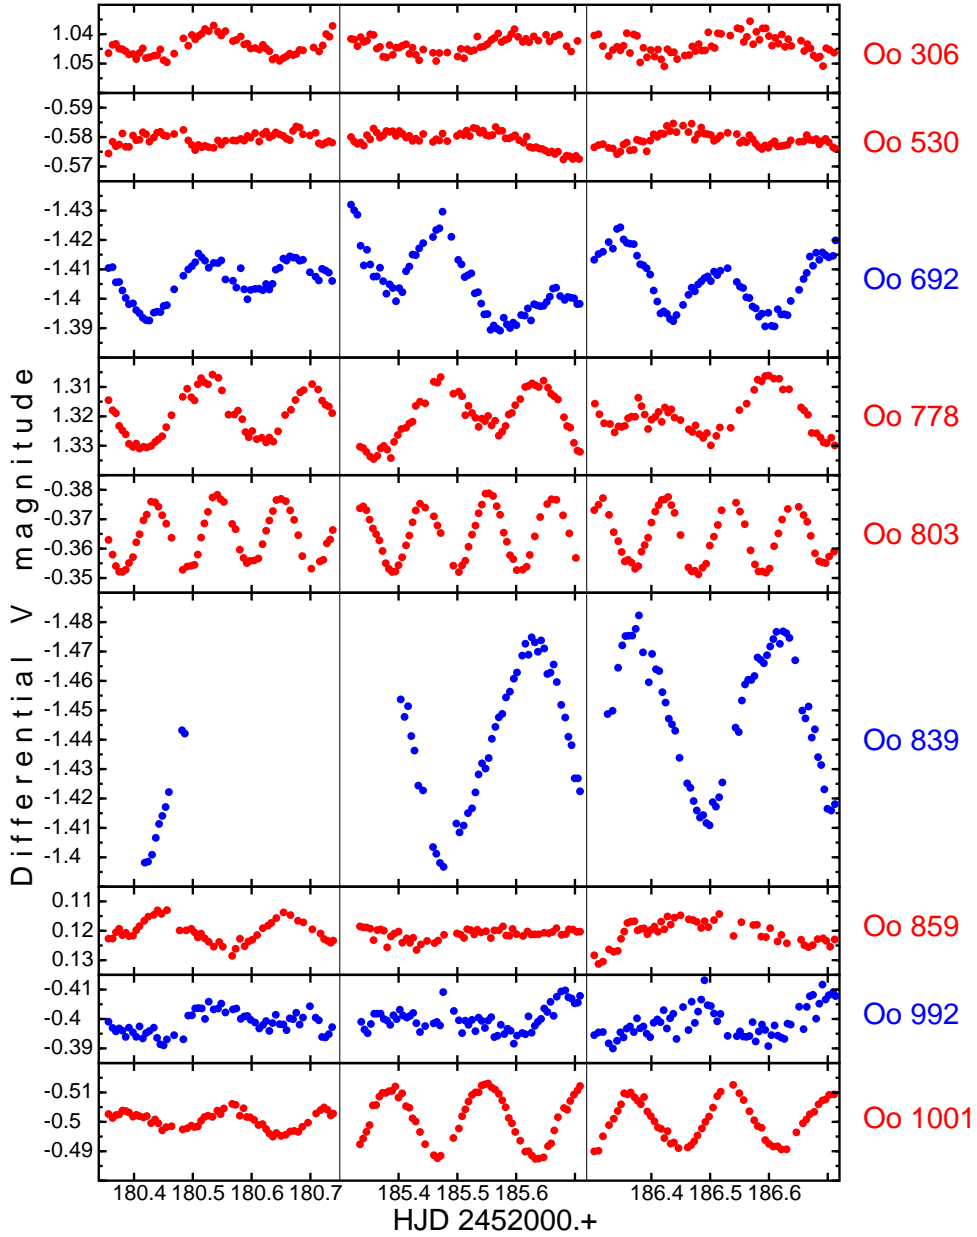 1.04
1.05
Oo 306
-0.59
-0.58
-0.57
Oo 530
-1.43
-1.42
-1.41
-1.4
-1.39
Oo 692
1.31
1.32
1.33
Oo 778
-0.38
-0.37
-0.36
-0.35
Oo 803
-1.48
-1.47
-1.46
-1.45
-1.44
-1.43
-1.42
-1.41
-1.4
Oo 839
0.11
0.12
0.13
Oo 859
-0.41
-0.4
-0.39
Oo 992
-0.51
-0.5
-0.49
Oo 1001
Differential V magnitude
180.4 180.5 180.6 180.7 185.4 185.5 185.6 186.4 186.5 186.6
HJD 2452000.+